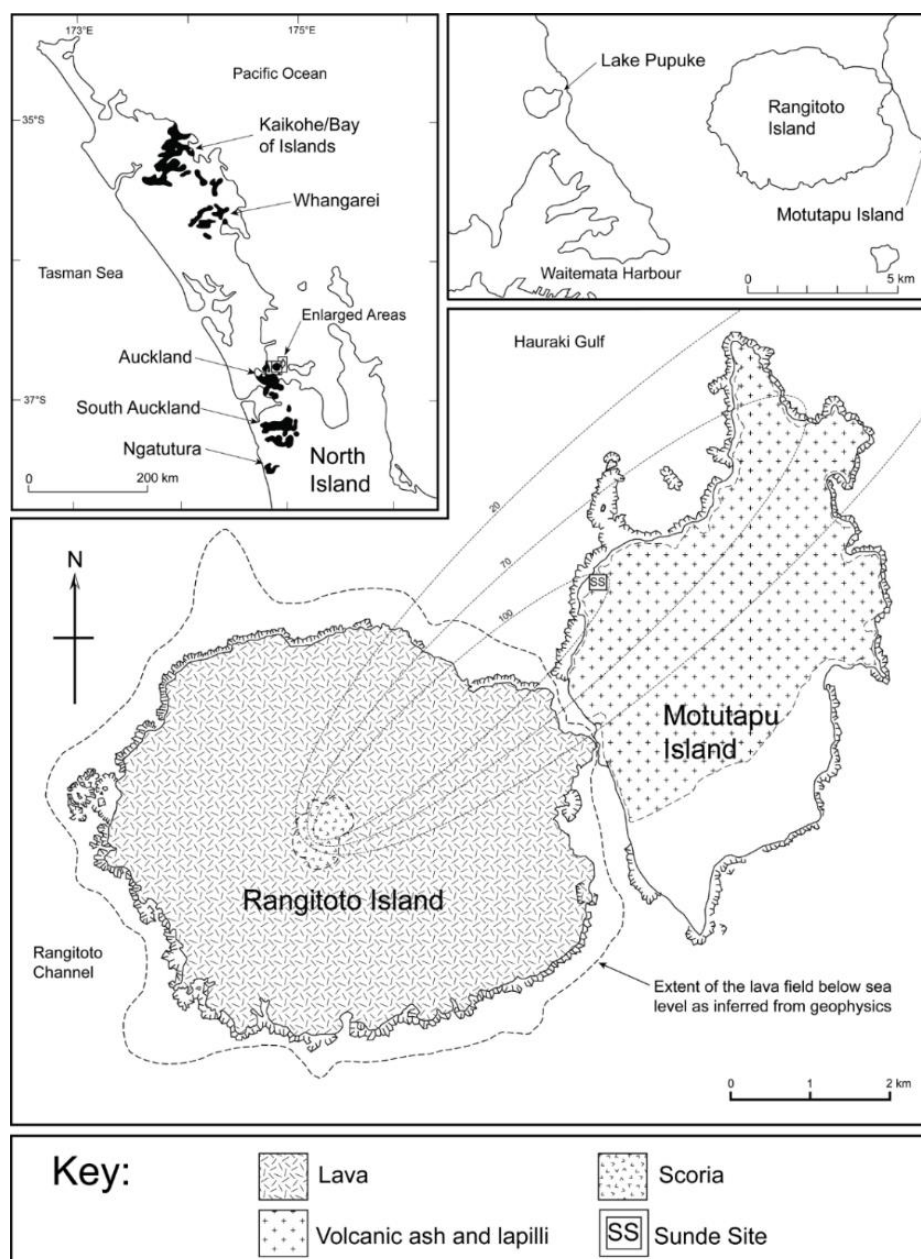 173°E
175°E
Pacific Ocean
35°S
Kaikohe/Bay
of Islands
Whangarei
Tasman Sea
Enlarged Areas
Auckland
37°S
South Auckland
Ngatutura
North
Island
0
200 km
Lake Pupuke
Rangitoto
Island
Motutapu Island
Waitemata Harbour
0
5 km
Hauraki Gulf
20
70
100
N
SS
Motutapu
Island
Rangitoto Island
Rangitoto
Channel
Extent of the lava field below sea
level as inferred from geophysics
0
1
2 km
Key:
Lava
Scoria
Volcanic ash and lapilli
SS
Sunde Site